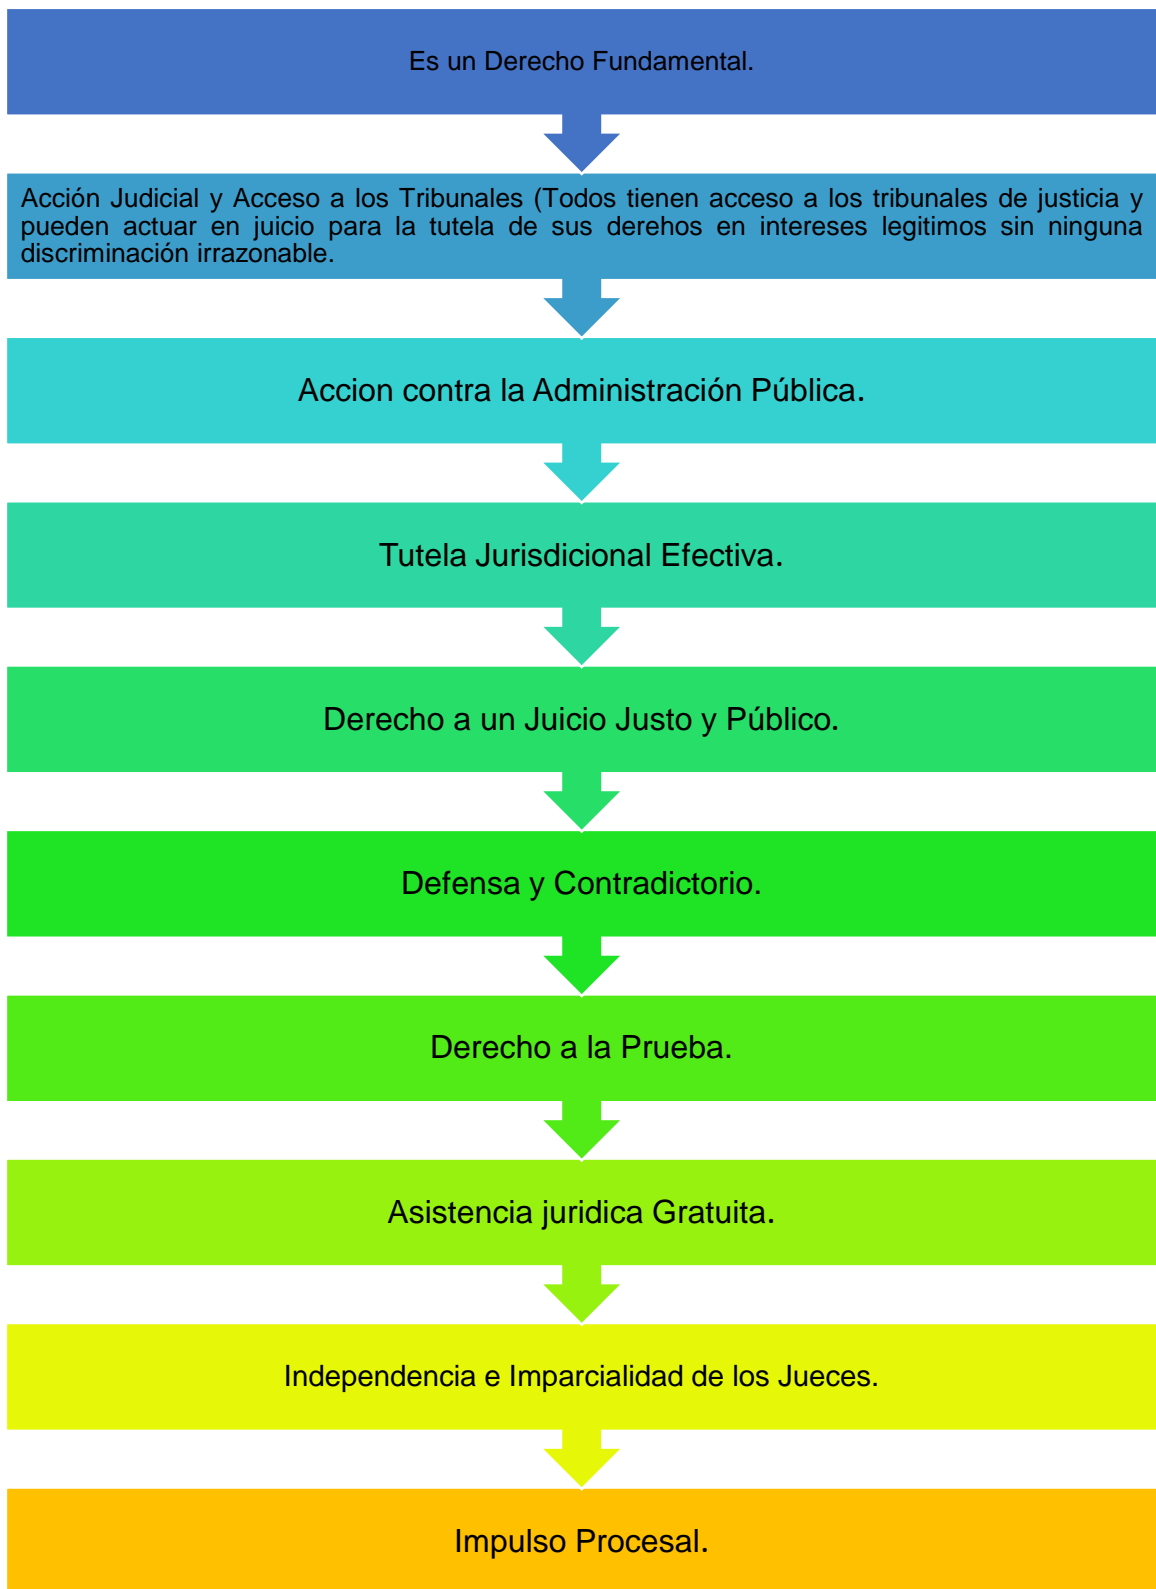 Es un Derecho Fundamental.
Acción Judicial y Acceso a los Tribunales (Todos tienen acceso a los tribunales de justicia y
pueden actuar en juicio para la tutela de sus derehos en intereses legitimos sin ninguna
discriminación irrazonable.
Accion contra la Administración Pública.
Tutela Jurisdicional Efectiva.
Derecho a un Juicio Justo y Público.
Defensa y Contradictorio.
Derecho a la Prueba.
Asistencia juridica Gratuita.
Independencia e Imparcialidad de los Jueces.
Impulso Procesal.